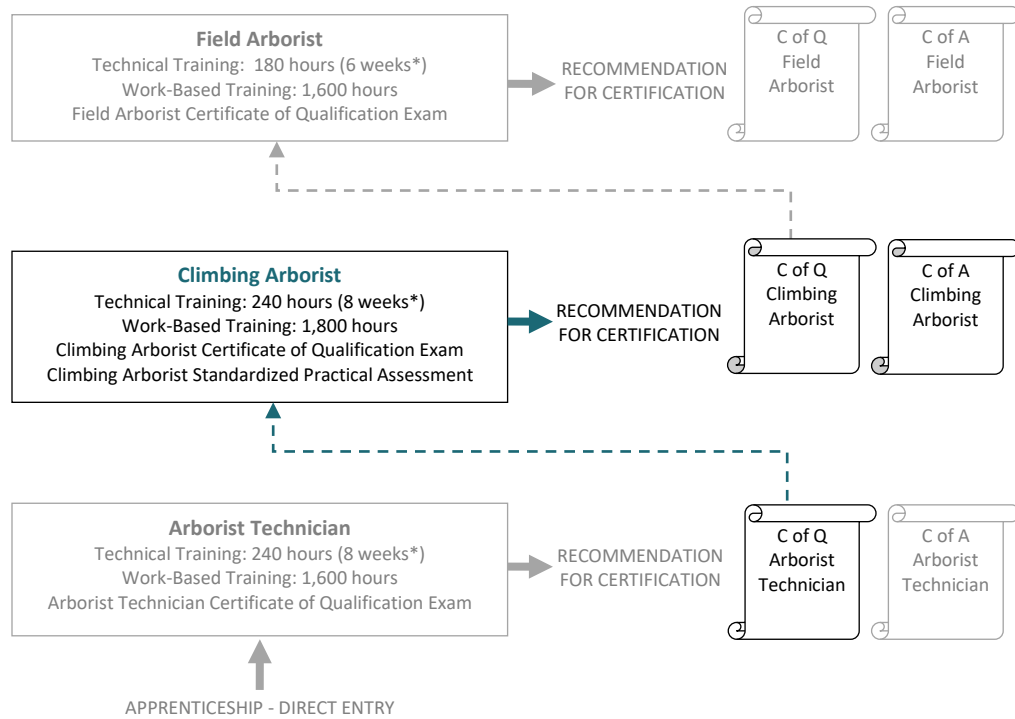 Field Arborist
Technical Training:  180 hours (6 weeks*)
Work-Based Training: 1,600 hours
Field Arborist Certificate of Qualification Exam
RECOMMENDATION
FOR CERTIFICATION
C of Q
Field
Arborist
C of A
Field
Arborist
Climbing Arborist
Technical Training: 240 hours (8 weeks*)
Work-Based Training: 1,800 hours
Climbing Arborist Certificate of Qualification Exam
Climbing Arborist Standardized Practical Assessment
RECOMMENDATION
FOR CERTIFICATION
C of Q
Climbing
Arborist
C of A
Climbing
Arborist
Arborist Technician
Technical Training: 240 hours (8 weeks*)
Work-Based Training: 1,600 hours
Arborist Technician Certificate of Qualification Exam
RECOMMENDATION
FOR CERTIFICATION
C of Q
Arborist
Technician
C of A
Arborist
Technician
APPRENTICESHIP - DIRECT ENTRY